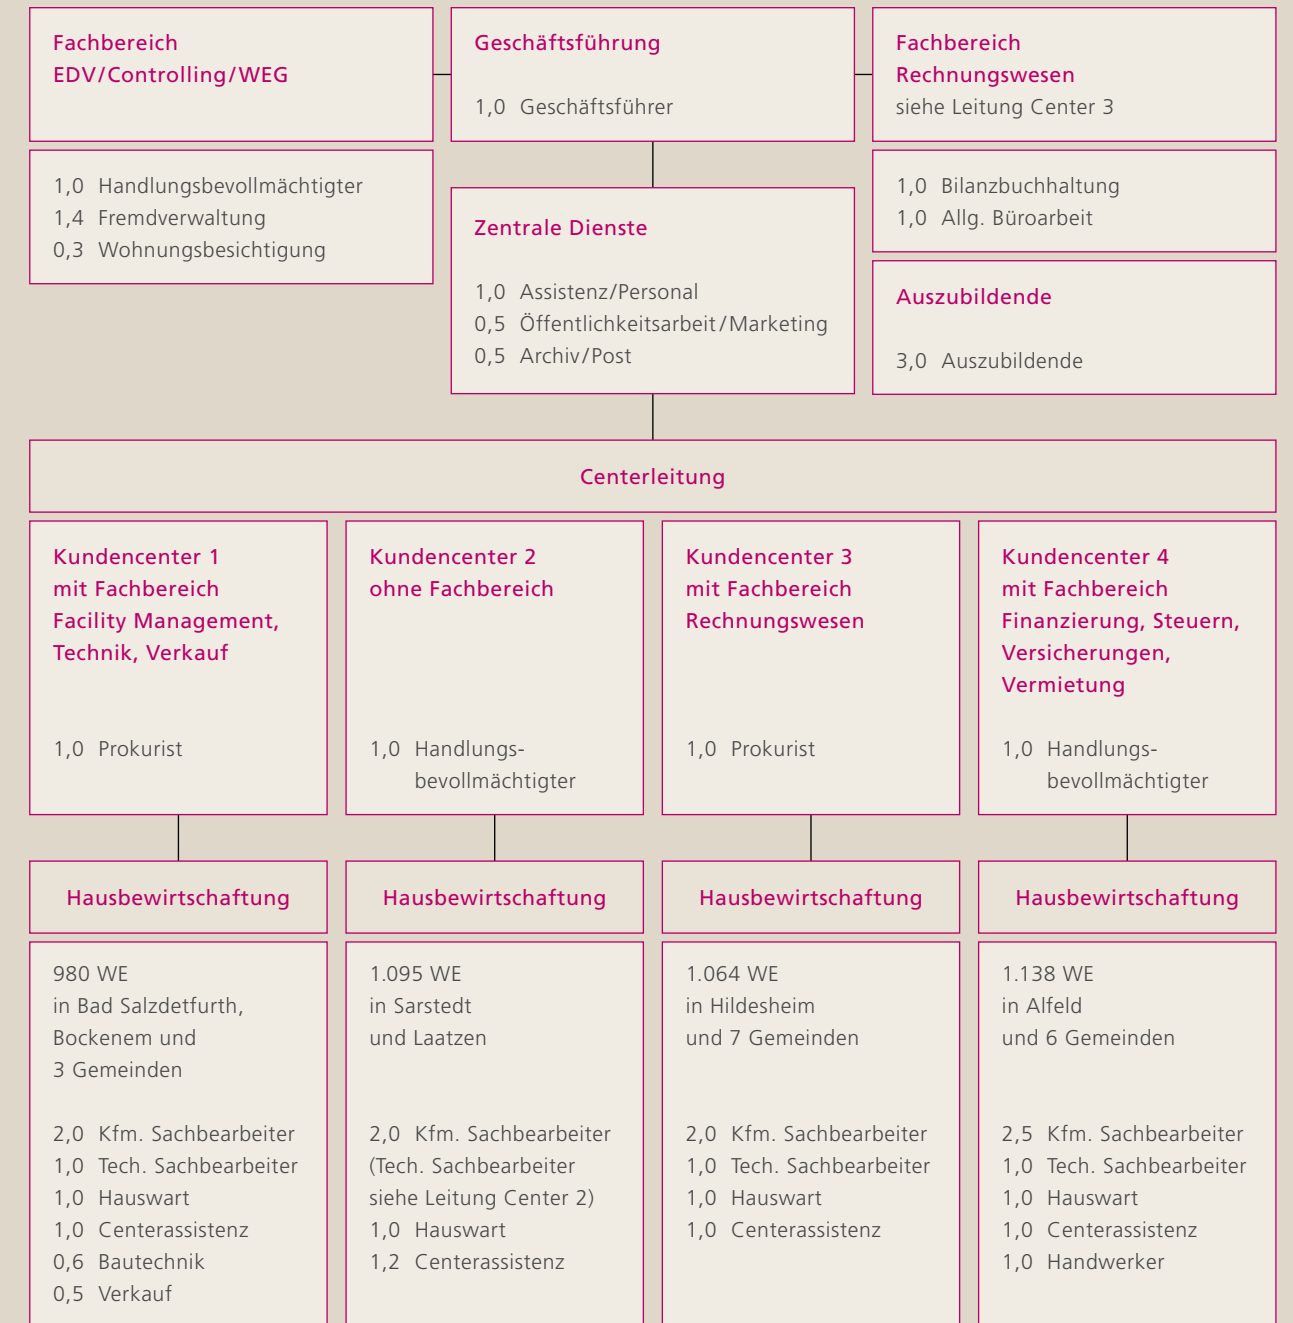 Fachbereich
EDV/Controlling/WEG
1,0 Handlungsbevollmächtigter
1,4 Fremdverwaltung
0,3 Wohnungsbesichtigung
Geschäftsführung
1,0 Geschäftsführer
Zentrale Dienste
1,0 Assistenz/Personal
0,5 Öffentlichkeitsarbeit/Marketing
0,5 Archiv/Post
Fachbereich
Rechnungswesen
siehe Leitung Center 3
1,0 Bilanzbuchhaltung
1,0 Allg. Büroarbeit
Auszubildende
3,0 Auszubildende
Centerleitung
Kundencenter 1
mit Fachbereich
Facility Management,
Technik, Verkauf
1,0 Prokurist
Hausbewirtschaftung
980 WE
in Bad Salzdetfurth,
Bockenem und
3 Gemeinden
2,0 Kfm. Sachbearbeiter
1,0 Tech. Sachbearbeiter
1,0 Hauswart
1,0 Centerassistenz
0,6 Bautechnik
0,5 Verkauf
Kundencenter 2
ohne Fachbereich
1,0 Handlungs-
bevollmächtigter
Hausbewirtschaftung
1.095 WE
in Sarstedt
und Laatzen
2,0 Kfm. Sachbearbeiter
(Tech. Sachbearbeiter
siehe Leitung Center 2)
1,0 Hauswart
1,2 Centerassistenz
Kundencenter 3
mit Fachbereich
Rechnungswesen
1,0 Prokurist
Hausbewirtschaftung
1.064 WE
in Hildesheim
und 7 Gemeinden
2,0 Kfm. Sachbearbeiter
1,0 Tech. Sachbearbeiter
1,0 Hauswart
1,0 Centerassistenz
Kundencenter 4
mit Fachbereich
Finanzierung, Steuern,
Versicherungen,
Vermietung
1,0 Handlungs-
bevollmächtigter
Hausbewirtschaftung
1.138 WE
in Alfeld
und 6 Gemeinden
2,5 Kfm. Sachbearbeiter
1,0 Tech. Sachbearbeiter
1,0 Hauswart
1,0 Centerassistenz
1,0 Handwerker